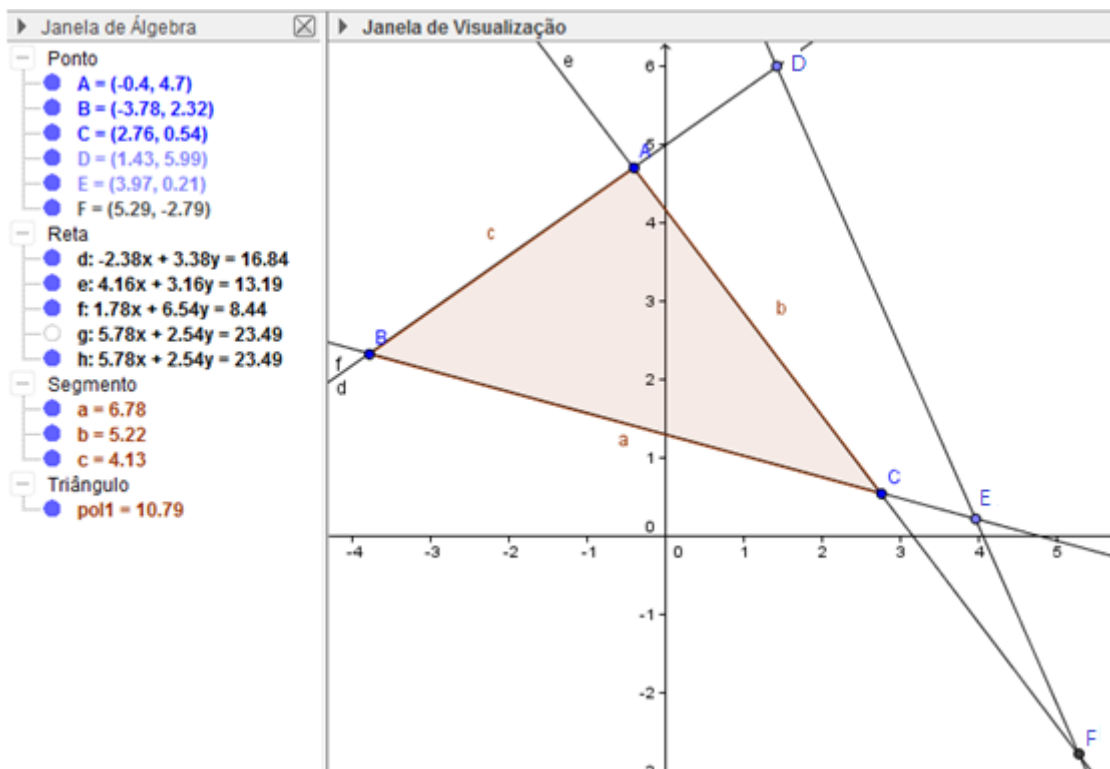 Janela de Álgebra
Ponto
A = (-0.4, 4.7)
B = (-3.78, 2.32)
C = (2.76, 0.54)
D = (1.43, 5.99)
E = (3.97, 0.21)
F = (5.29, -2.79)
Reta
d: -2.38x + 3.38y = 16.84
e: 4.16x + 3.16y = 13.19
f: 1.78x + 6.54y = 8.44
g: 5.78x + 2.54y = 23.49
h: 5.78x + 2.54y = 23.49
Segmento
a = 6.78
b = 5.22
c = 4.13
Triângulo
pol1 = 10.79
Janela de Visualização
e
6
D
A
5
c
4
b
3
B
f
2
d
a
1
C
E
0
-4 -3 -2 -1 0 1 2 3 4 5
-1
-2
F
-3